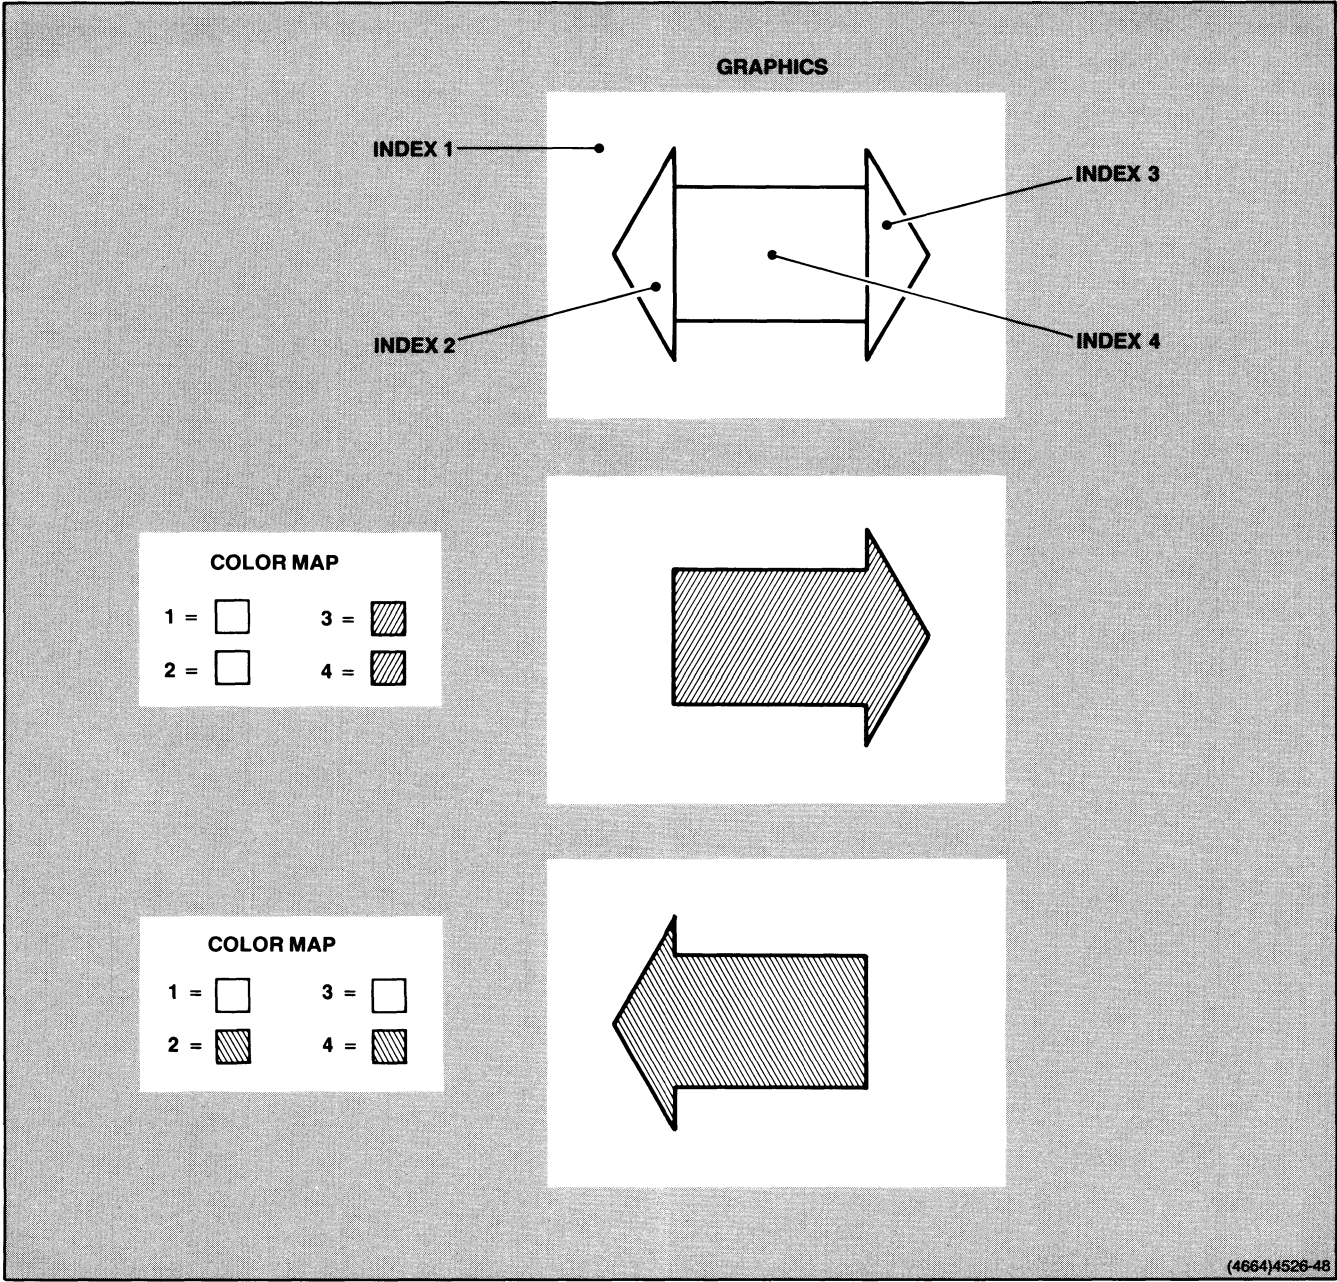 GRAPHICS
INDEX 1
INDEX 3
INDEX 2
INDEX 4
COLOR MAP
1 = 3 =
2 = 4 =
COLOR MAP
1 = 3 =
2 = 4 =
(4664)4526-48